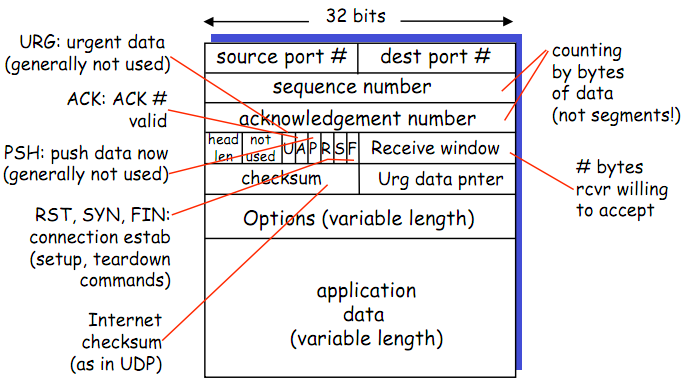 32 bits
URG: urgent data
(generally not used)
ACK: ACK #
valid
PSH: push data now
(generally not used)
RST, SYN, FIN:
connection estab
(setup, teardown
commands)
Internet
checksum
(as in UDP)
source port #
dest port #
sequence number
acknowledgement number
head
len
not
used
U
A
P
R
S
F
Receive window
checksum
Urg data pnter
Options (variable length)
application
data
(variable length)
counting
by bytes
of data
(not segments!)
# bytes
rcvr willing
to accept